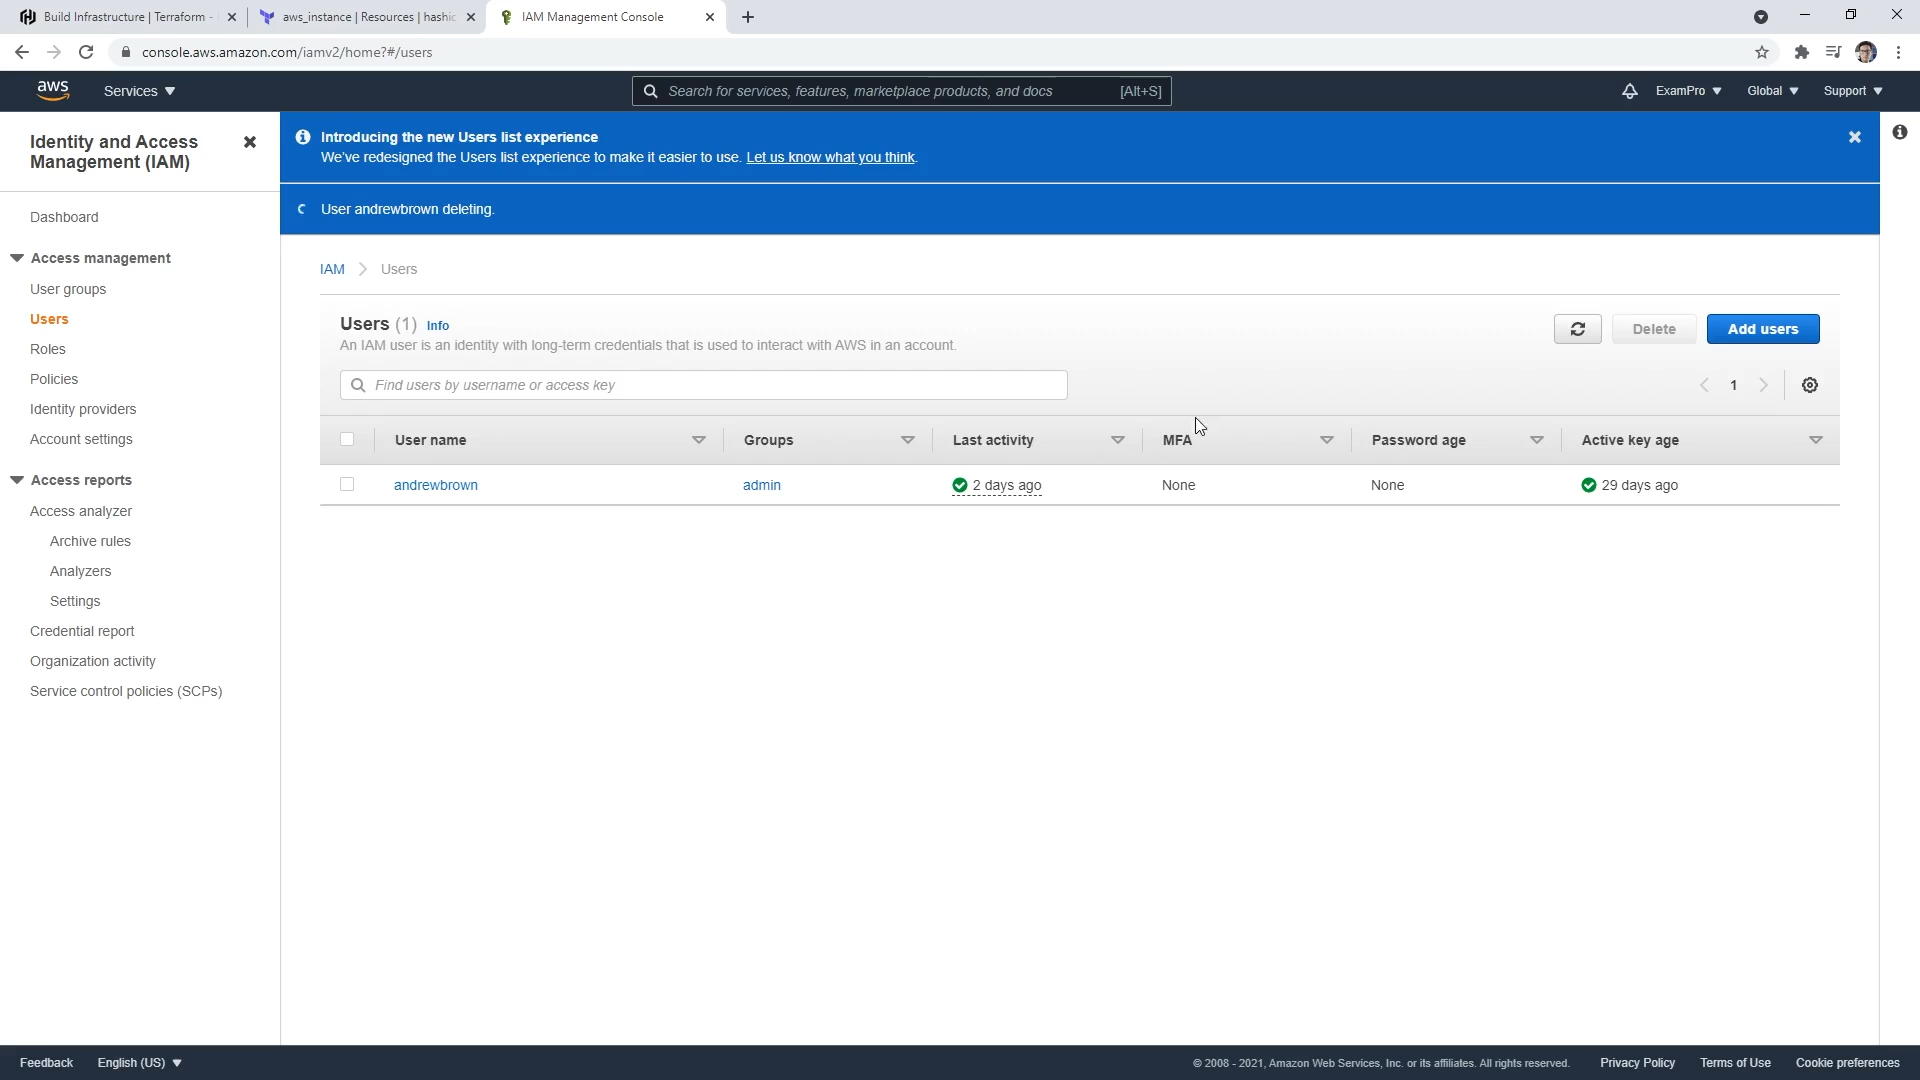 Build Infrastructure | Terraform -
aws_instance | Resources | hashic
IAM Management Console
console.aws.amazon.com/iamv2/home?#/users
aws
Services
Search for services, features, marketplace products, and docs
[Alt+S]
ExamPro
Global
Support
Identity and Access
Management (IAM)
Dashboard
Access management
User groups
Users
Roles
Policies
Identity providers
Account settings
Access reports
Access analyzer
Archive rules
Analyzers
Settings
Credential report
Organization activity
Service control policies (SCPs)
Introducing the new Users list experience
We've redesigned the Users list experience to make it easier to use. Let us know what you think.
User andrewbrown deleting.
IAM
Users
Users (1) Info
An IAM user is an identity with long-term credentials that is used to interact with AWS in an account.
Delete
Add users
Find users by username or access key
1
User name
Groups
Last activity
MFA
Password age
Active key age
andrewbrown
admin
2 days ago
None
None
29 days ago
Feedback
English (US)
© 2008 - 2021, Amazon Web Services, Inc. or its affiliates. All rights reserved.
Privacy Policy
Terms of Use
Cookie preferences